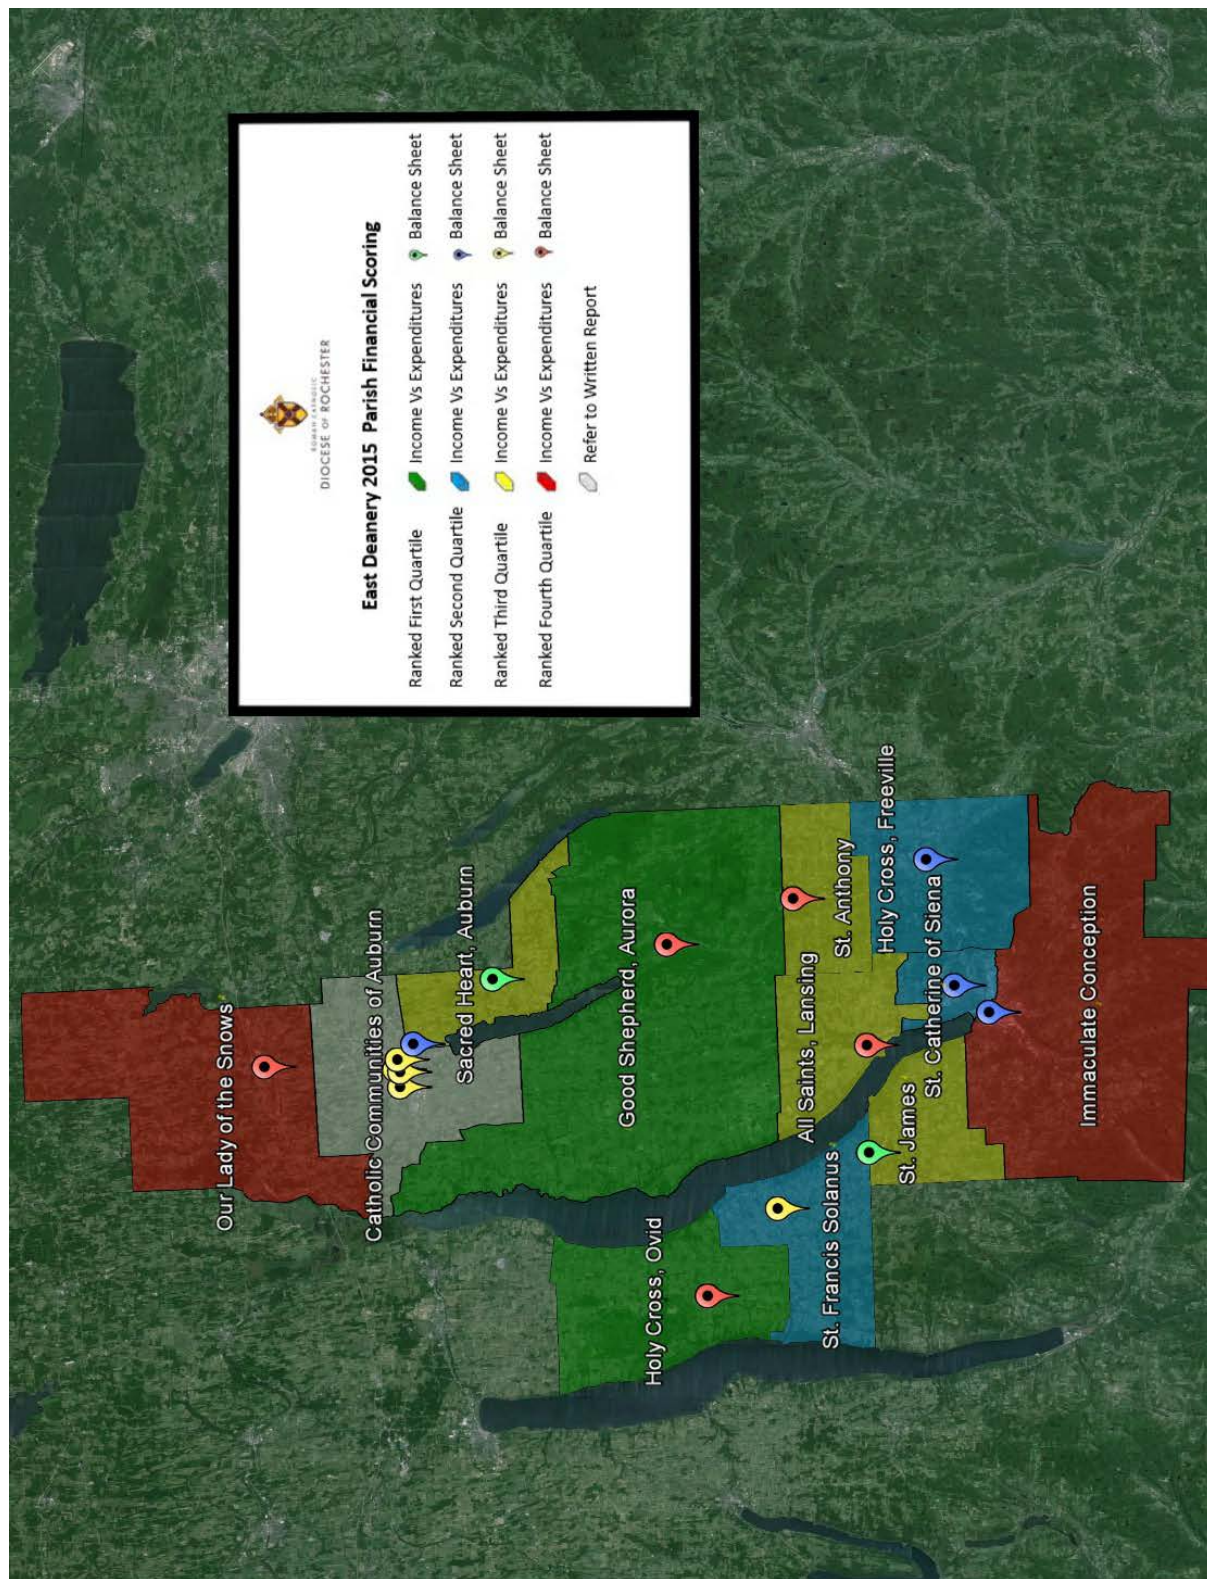 ROMAN CATHOLIC
DIOCESE OF ROCHESTER
East Deanery 2015 Parish Financial Scoring
Ranked First Quartile Income Vs Expenditures Balance Sheet
Ranked Second Quartile Income Vs Expenditures Balance Sheet
Ranked Third Quartile Income Vs Expenditures Balance Sheet
Ranked Fourth Quartile Income Vs Expenditures Balance Sheet
Refer to Written Report
Our Lady of the Snows
Catholic Communities of Auburn
Sacred Heart, Auburn
Good Shepherd, Aurora
Holy Cross, Ovid
All Saints, Lansing
St. Anthony
St. Francis Solanus
Holy Cross, Freeville
St. James
St. Catherine of Siena
Immaculate Conception